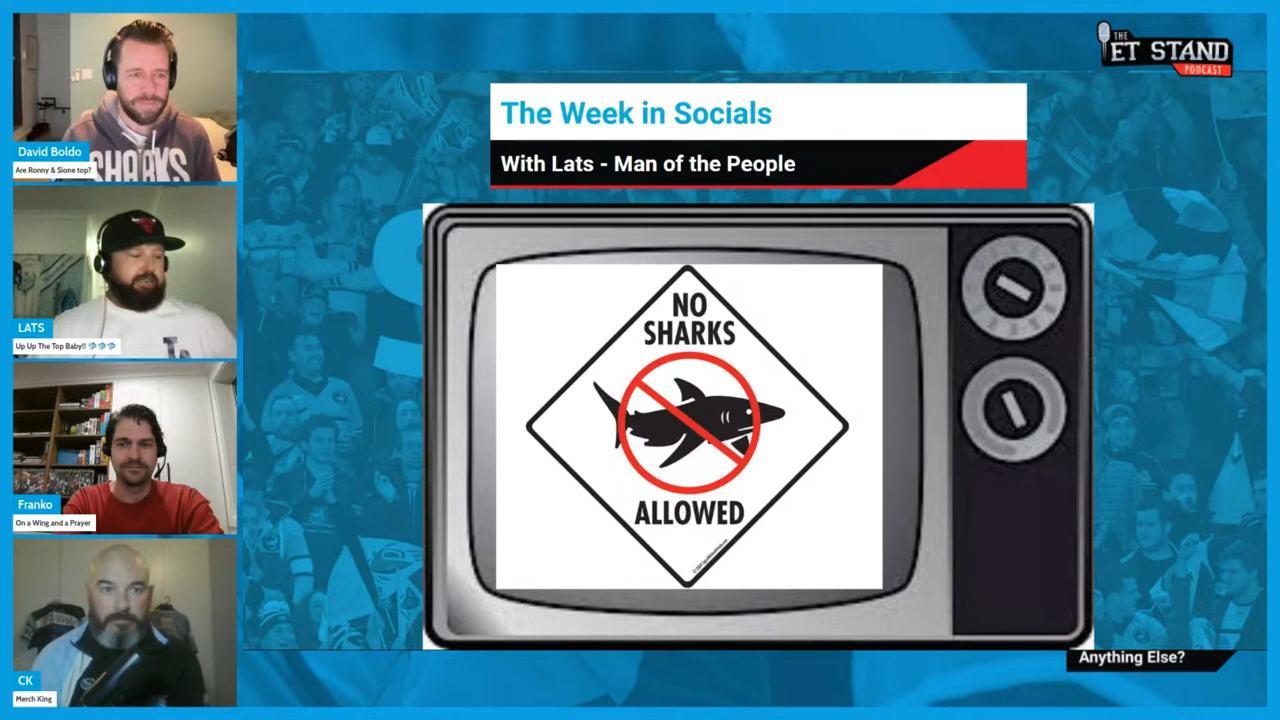 THE
ET STAND
PODCAST
The Week in Socials
With Lats - Man of the People
SHARKS
David Boldo
Are Ronny & Sione top?
NO
SHARKS
ALLOWED
LATS
Up Up The Top Baby!!
Franko
On a Wing and a Prayer
CK
Merch King
Anything Else?